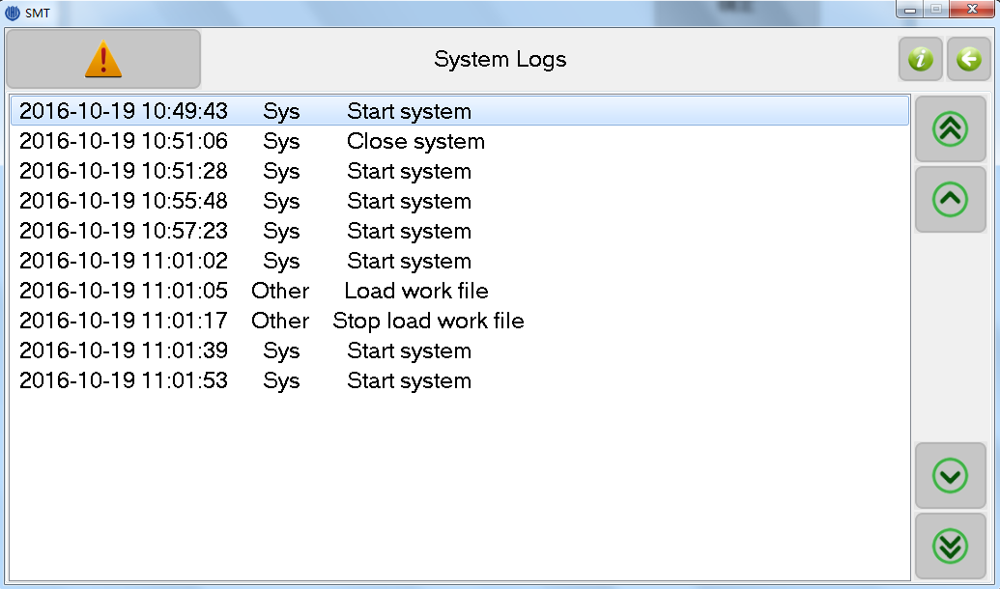 SMT
System Logs
2016-10-19 10:49:43 Sys Start system
2016-10-19 10:51:06 Sys Close system
2016-10-19 10:51:28 Sys Start system
2016-10-19 10:55:48 Sys Start system
2016-10-19 10:57:23 Sys Start system
2016-10-19 11:01:02 Sys Start system
2016-10-19 11:01:05 Other Load work file
2016-10-19 11:01:17 Other Stop load work file
2016-10-19 11:01:39 Sys Start system
2016-10-19 11:01:53 Sys Start system